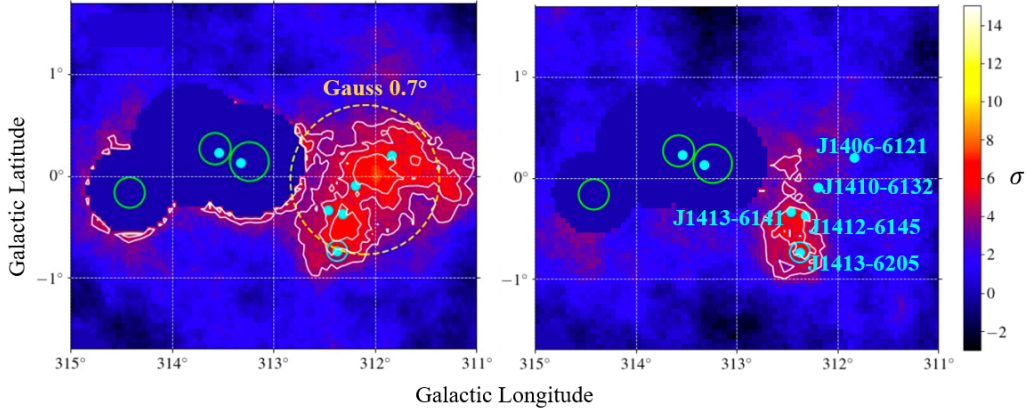 Gauss 0.7°
1°
0°
−1°
315
314
313
312
311
Galactic Latitude
1°
0°
−1°
315
314
313
312
311
J1406-6121
J1410-6132
J1413-6141
J1412-6145
J1413-6205
14
12
10
8
6
4
2
0
−2
σ
Galactic Longitude